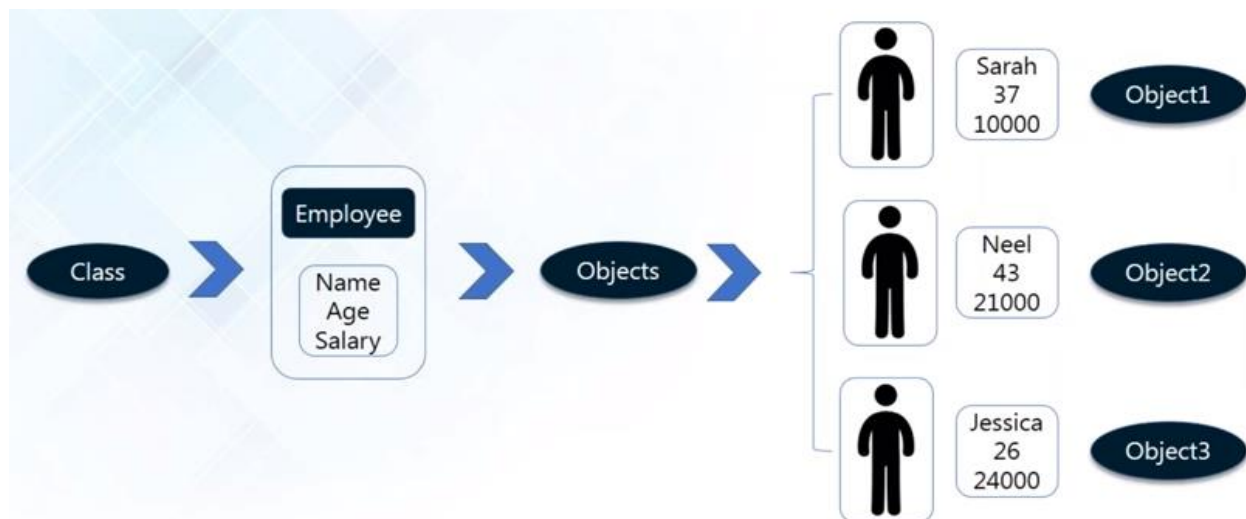 Class
Employee
Name
Age
Salary
Objects
Sarah
37
10000
Object1
Neel
43
21000
Object2
Jessica
26
24000
Object3